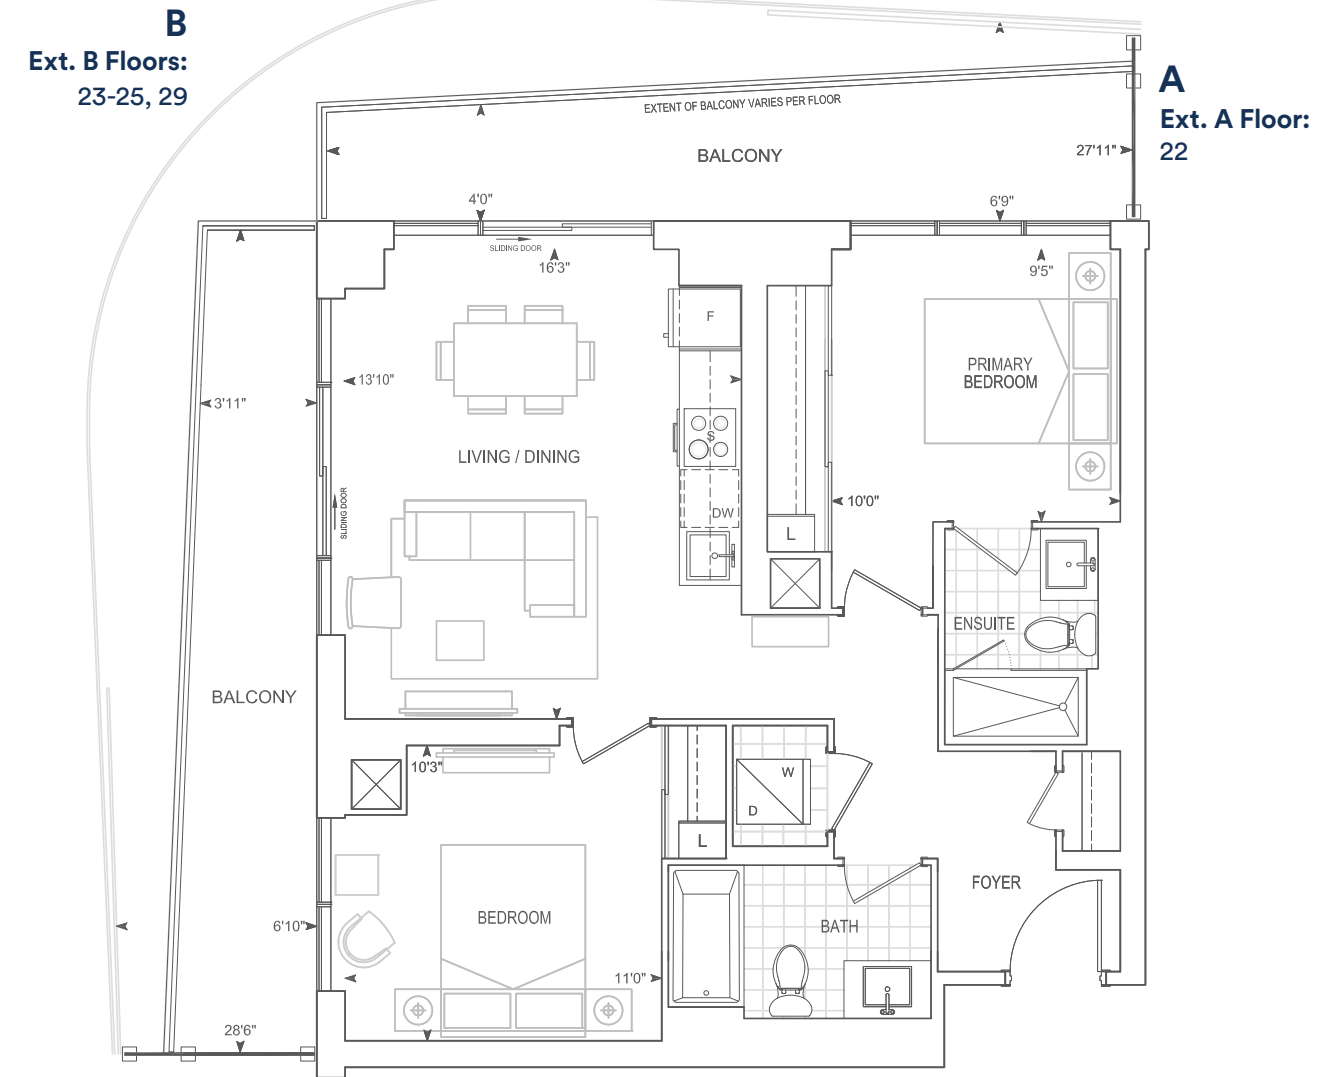 B
Ext. B Floors:
23-25, 29
A
Ext. A Floor:
22
EXTENT OF BALCONY VARIES PER FLOOR
BALCONY
27'11"
4'0"
6'9"
SLIDING DOOR
16'3"
9'5"
F
PRIMARY
BEDROOM
13'10"
3'11"
S
LIVING / DINING
SLIDING DOOR
10'0"
DW
L
ENSUITE
BALCONY
10'3"
W
D
L
FOYER
BEDROOM
BATH
6'10"
11'0"
28'6"